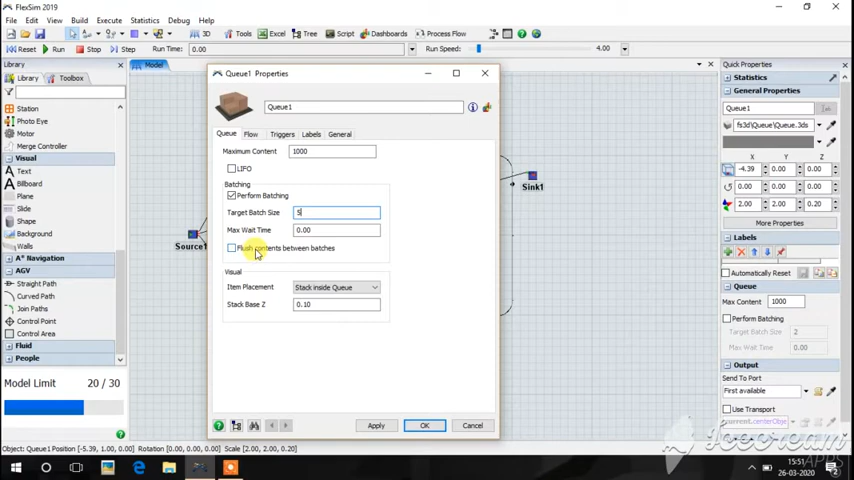 FlexSim 2019
File Edit View Build Execute Statistics Debug Help
3D Tools Excel Tree Script Dashboards Process Flow
Reset Run Stop Step Run Time: 0.00 Run Speed: 4.00
Library
Library Toolbox
Filter
Station
Photo Eye
Motor
Merge Controller
Visual
Text
Billboard
Plane
Slide
Shape
Background
Walls
A* Navigation
AGV
Straight Path
Curved Path
Join Paths
Control Point
Control Area
Fluid
People
Model Limit 20 / 30
Model
Source1
Sink1
Queue1 Properties
Queue1
Queue Flow Triggers Labels General
Maximum Content 1000
LIFO
Batching
Perform Batching
Target Batch Size 5
Max Wait Time 0.00
Flush contents between batches
Visual
Item Placement Stack inside Queue
Stack Base Z 0.10
Apply OK Cancel
Quick Properties
Statistics
General Properties
Queue1
fs3d\Queue\Queue.3ds
X Y Z
-4.39 0.00 0.00
0.00 0.00 0.00
2.00 2.00 0.20
More Properties
Labels
Automatically Reset
Queue
Max Content 1000
Perform Batching
Target Batch Size 2
Max Wait Time 0.00
Output
Send To Port
First available
Use Transport
current.centerObje
Object: Queue1 Position [-5.39, 1.00, 0.00] Rotation [0.00, 0.00, 0.00] Scale [2.00, 2.00, 0.20]
Icecream
APPS
15:51
26-03-2020